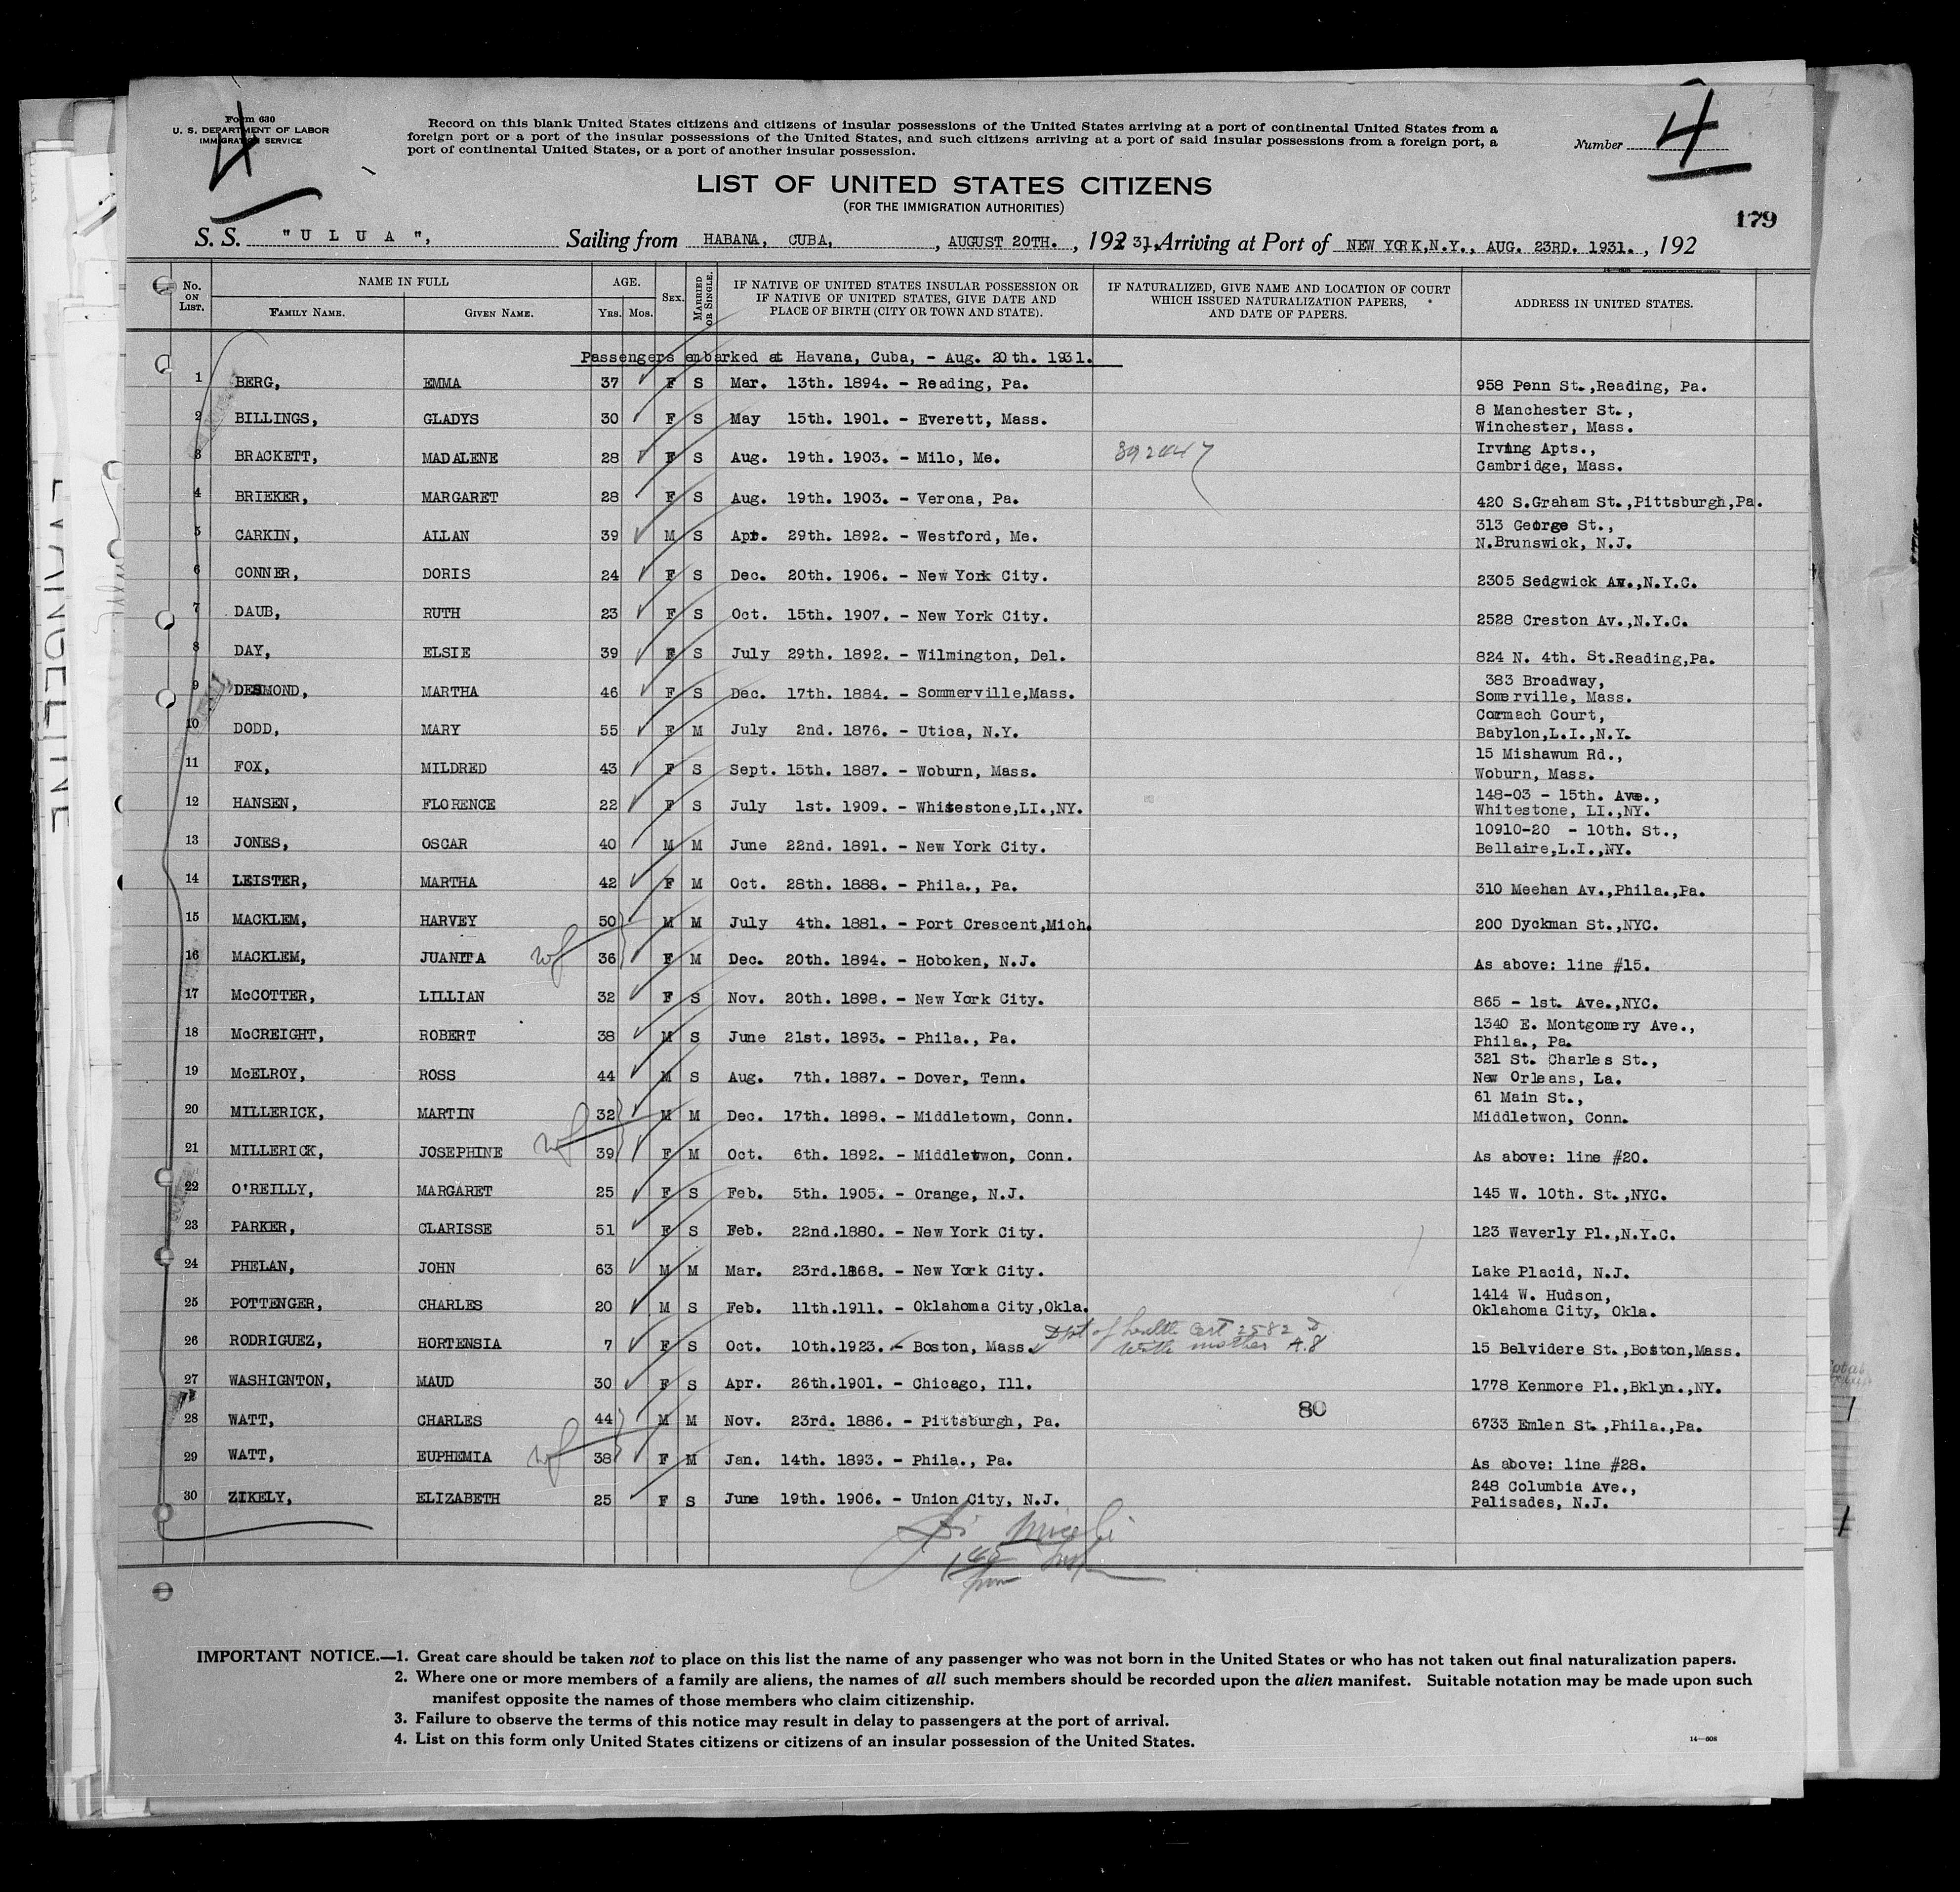 Form 630
U. S. DEPARTMENT OF LABOR
IMMIGRATION SERVICE
4
Record on this blank United States citizens and citizens of insular possessions of the United States arriving at a port of continental United States from a
foreign port or a port of the insular possessions of the United States, and such citizens arriving at a port of said insular possessions from a foreign port, a
port of continental United States, or a port of another insular possession.
Number 4
LIST OF UNITED STATES CITIZENS
(FOR THE IMMIGRATION AUTHORITIES)
179
S. S. "U L U A", Sailing from HABANA, CUBA, , AUGUST 20TH. , 192 31, Arriving at Port of NEW YORK,N.Y., AUG. 23RD. 1931. , 192
No. ON LIST. NAME IN FULL FAMILY NAME. GIVEN NAME. AGE. Yrs. Mos. SEX. MARRIED OR SINGLE. IF NATIVE OF UNITED STATES INSULAR POSSESSION OR IF NATIVE OF UNITED STATES, GIVE DATE AND PLACE OF BIRTH (CITY OR TOWN AND STATE). IF NATURALIZED, GIVE NAME AND LOCATION OF COURT WHICH ISSUED NATURALIZATION PAPERS, AND DATE OF PAPERS. ADDRESS IN UNITED STATES.
Passengers embarked at Havana, Cuba, - Aug. 20th. 1931.
1 BERG, EMMA 37 F S Mar. 13th. 1894. - Reading, Pa. 958 Penn St.,Reading, Pa.
2 BILLINGS, GLADYS 30 F S May 15th. 1901. - Everett, Mass. 8 Manchester St.,
Winchester, Mass.
3 BRACKETT, MADALENE 28 F S Aug. 19th. 1903. - Milo, Me. Irving Apts.,
Cambridge, Mass.
4 BRIEKER, MARGARET 28 F S Aug. 19th. 1903. - Verona, Pa. 420 S.Graham St.,Pittsburgh,Pa.
5 CARKIN, ALLAN 39 M S Apr. 29th. 1892. - Westford, Me. 313 George St.,
N.Brunswick, N.J.
6 CONNER, DORIS 24 F S Dec. 20th. 1906. - New York City. 2305 Sedgwick Av.,N.Y.C.
7 DAUB, RUTH 23 F S Oct. 15th. 1907. - New York City. 2528 Creston Av.,N.Y.C.
8 DAY, ELSIE 39 F S July 29th. 1892. - Wilmington, Del. 824 N. 4th. St.Reading,Pa.
9 DESMOND, MARTHA 46 F S Dec. 17th. 1884. - Sommerville,Mass. 383 Broadway,
Somerville, Mass.
10 DODD, MARY 55 F M July 2nd. 1876. - Utica, N.Y. Cormach Court,
Babylon,L.I.,N.Y.
11 FOX, MILDRED 43 F S Sept. 15th. 1887. - Woburn, Mass. 15 Mishawum Rd.,
Woburn, Mass.
12 HANSEN, FLORENCE 22 F S July 1st. 1909. - Whitestone,LI.,NY. 148-03 - 15th. Ave.,
Whitestone, LI.,NY.
13 JONES, OSCAR 40 M M June 22nd. 1891. - New York City. 10910-20 - 10th. St.,
Bellaire,L.I.,NY.
14 LEISTER, MARTHA 42 F M Oct. 28th. 1888. - Phila., Pa. 310 Meehan Av.,Phila.,Pa.
15 MACKLEM, HARVEY 50 M M July 4th. 1881. - Port Crescent,Mich. 200 Dyckman St.,NYC.
16 MACKLEM, JUANITA wf 36 F M Dec. 20th. 1894. - Hoboken, N.J. As above: line #15.
17 McCOTTER, LILLIAN 32 F S Nov. 20th. 1898. - New York City. 865 - 1st. Ave.,NYC.
18 McCREIGHT, ROBERT 38 M S June 21st. 1893. - Phila., Pa. 1340 E. Montgomery Ave.,
Phila., Pa.
19 McELROY, ROSS 44 M S Aug. 7th. 1887. - Dover, Tenn. 321 St. Charles St.,
New Orleans, La.
20 MILLERICK, MARTIN 32 M M Dec. 17th. 1898. - Middletown, Conn. 61 Main St.,
Middletwon, Conn.
21 MILLERICK, JOSEPHINE wf 39 F M Oct. 6th. 1892. - Middletwon, Conn. As above: line #20.
22 O'REILLY, MARGARET 25 F S Feb. 5th. 1905. - Orange, N.J. 145 W. 10th. St.,NYC.
23 PARKER, CLARISSE 51 F S Feb. 22nd.1880. - New York City. 123 Waverly Pl.,N.Y.C.
24 PHELAN, JOHN 63 M M Mar. 23rd.1868. - New York City. Lake Placid, N.J.
25 POTTENGER, CHARLES 20 M S Feb. 11th.1911. - Oklahoma City,Okla. 1414 W. Hudson,
Oklahoma City, Okla.
26 RODRIGUEZ, HORTENSIA 7 F S Oct. 10th.1923. - Boston, Mass. Dpt of health Cert 2582
with mother A.8 15 Belvidere St.,Boston,Mass.
27 WASHIGNTON, MAUD 30 F S Apr. 26th.1901. - Chicago, Ill. 1778 Kenmore Pl.,Bklyn.,NY.
28 WATT, CHARLES 44 M M Nov. 23rd. 1886. - Pittsburgh, Pa. 80 6733 Emlen St.,Phila.,Pa.
29 WATT, EUPHEMIA wf 38 F M Jan. 14th. 1893. - Phila., Pa. As above: line #28.
30 ZIKELY, ELIZABETH 25 F S June 19th. 1906. - Union City, N.J. 248 Columbia Ave.,
Palisades, N.J.
IMPORTANT NOTICE.—1. Great care should be taken not to place on this list the name of any passenger who was not born in the United States or who has not taken out final naturalization papers.
2. Where one or more members of a family are aliens, the names of all such members should be recorded upon the alien manifest. Suitable notation may be made upon such
manifest opposite the names of those members who claim citizenship.
3. Failure to observe the terms of this notice may result in delay to passengers at the port of arrival.
4. List on this form only United States citizens or citizens of an insular possession of the United States.
14—608